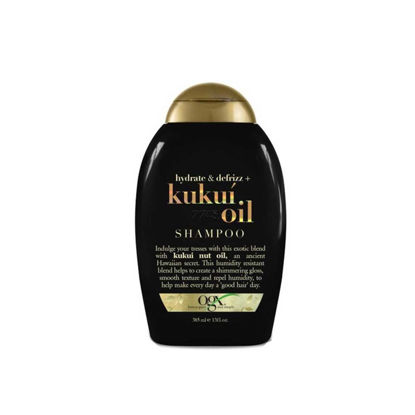 hydrate & defrizz +
kukuí
oil
SHAMPOO
Indulge your tresses with this exotic blend
with kukuí nut oil, an ancient
Hawaiian secret. This humidity resistant
blend helps to create a shimmering gloss,
smooth texture and repel humidity, to
help make every day a 'good hair' day.
ogx
385 ml e 13 fl. oz.